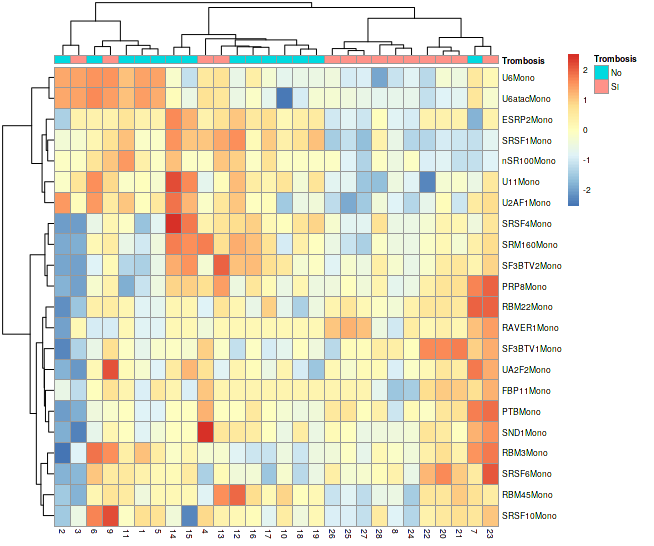 Trombosis
U6Mono
U6atacMono
ESRP2Mono
SRSF1Mono
nSR100Mono
U11Mono
U2AF1Mono
SRSF4Mono
SRM160Mono
SF3BTV2Mono
PRP8Mono
RBM22Mono
RAVER1Mono
SF3BTV1Mono
UA2F2Mono
FBP11Mono
PTBMono
SND1Mono
RBM3Mono
SRSF6Mono
RBM45Mono
SRSF10Mono
2 3 6 9 11 1 5 14 15 4 13 12 16 17 10 18 19 26 25 27 28 8 24 22 20 21 7 23
2
1
0
-1
-2
Trombosis
No
SI